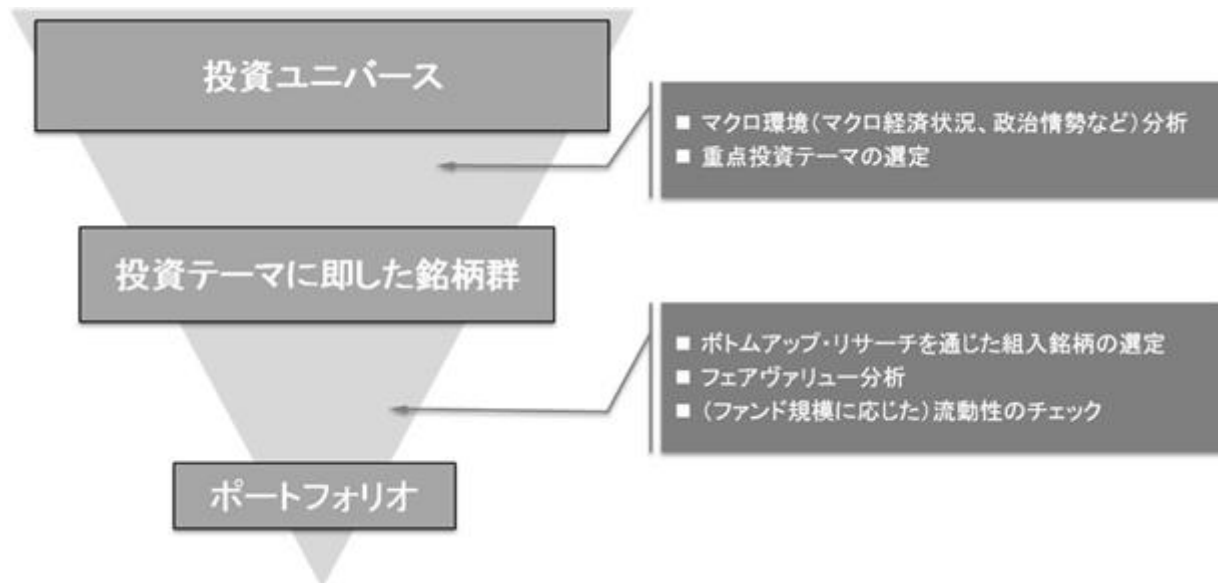 投資ユニバース
■ マクロ環境(マクロ経済状況、政治情勢など)分析
■ 重点投資テーマの選定
投資テーマに即した銘柄群
■ ボトムアップ・リサーチを通じた組入銘柄の選定
■ フェアヴァリュー分析
■ (ファンド規模に応じた)流動性のチェック
ポートフォリオ